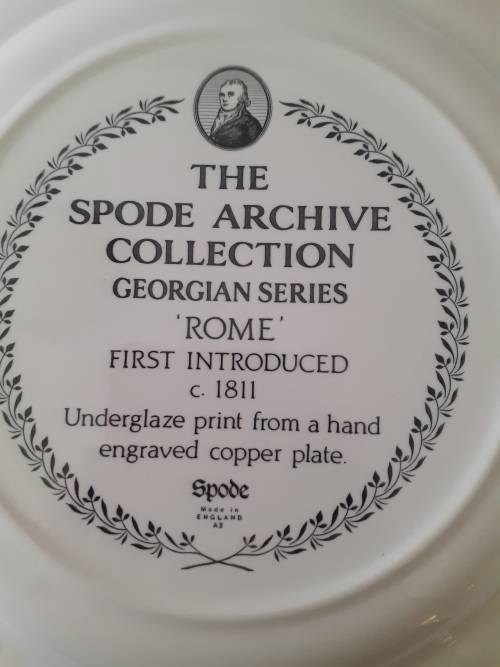 THE
SPODE ARCHIVE
COLLECTION
GEORGIAN SERIES
'ROME'
FIRST INTRODUCED
c. 1811
Underglaze print from a hand
engraved copper plate.
Spode
Made in
ENGLAND
A3